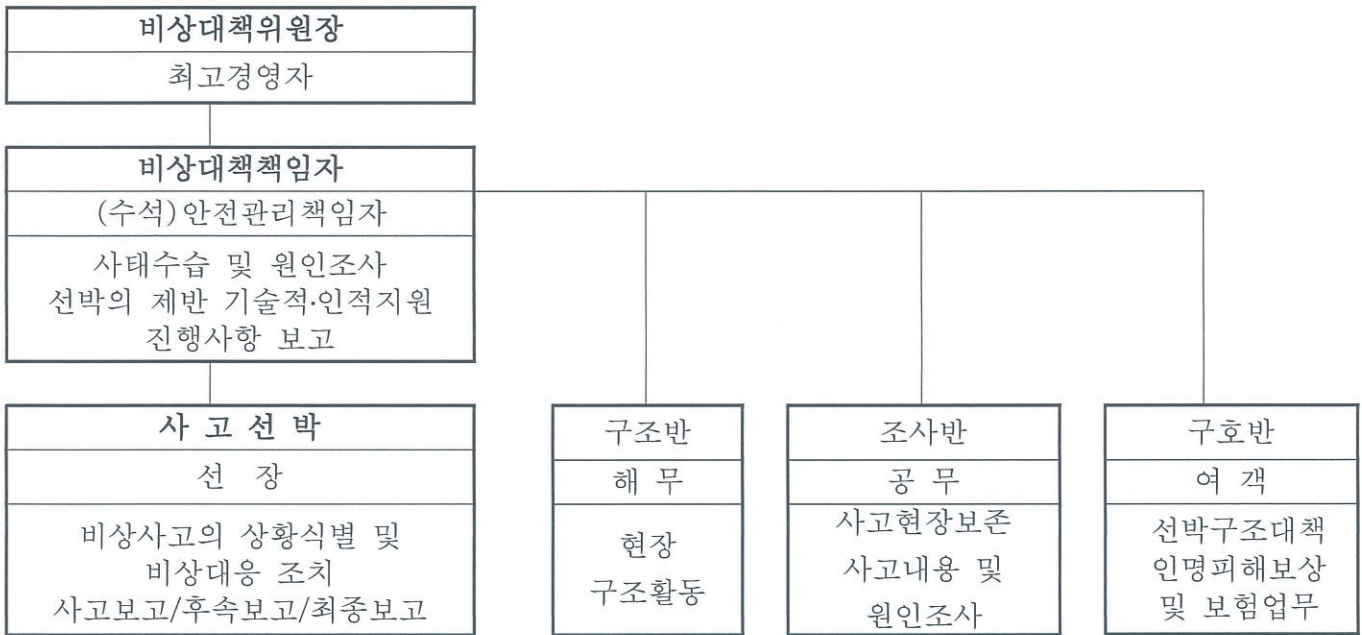 비상대책위원장
최고경영자
비상대책책임자
(수석)안전관리책임자
사태수습 및 원인조사
선박의 제반 기술적·인적지원
진행사항 보고
사 고 선 박
선 장
비상사고의 상황식별 및
비상대응 조치
사고보고/후속보고/최종보고
구조반
해 무
현장
구조활동
조사반
공 무
사고현장보존
사고내용 및
원인조사
구호반
여 객
선박구조대책
인명피해보상
및 보험업무